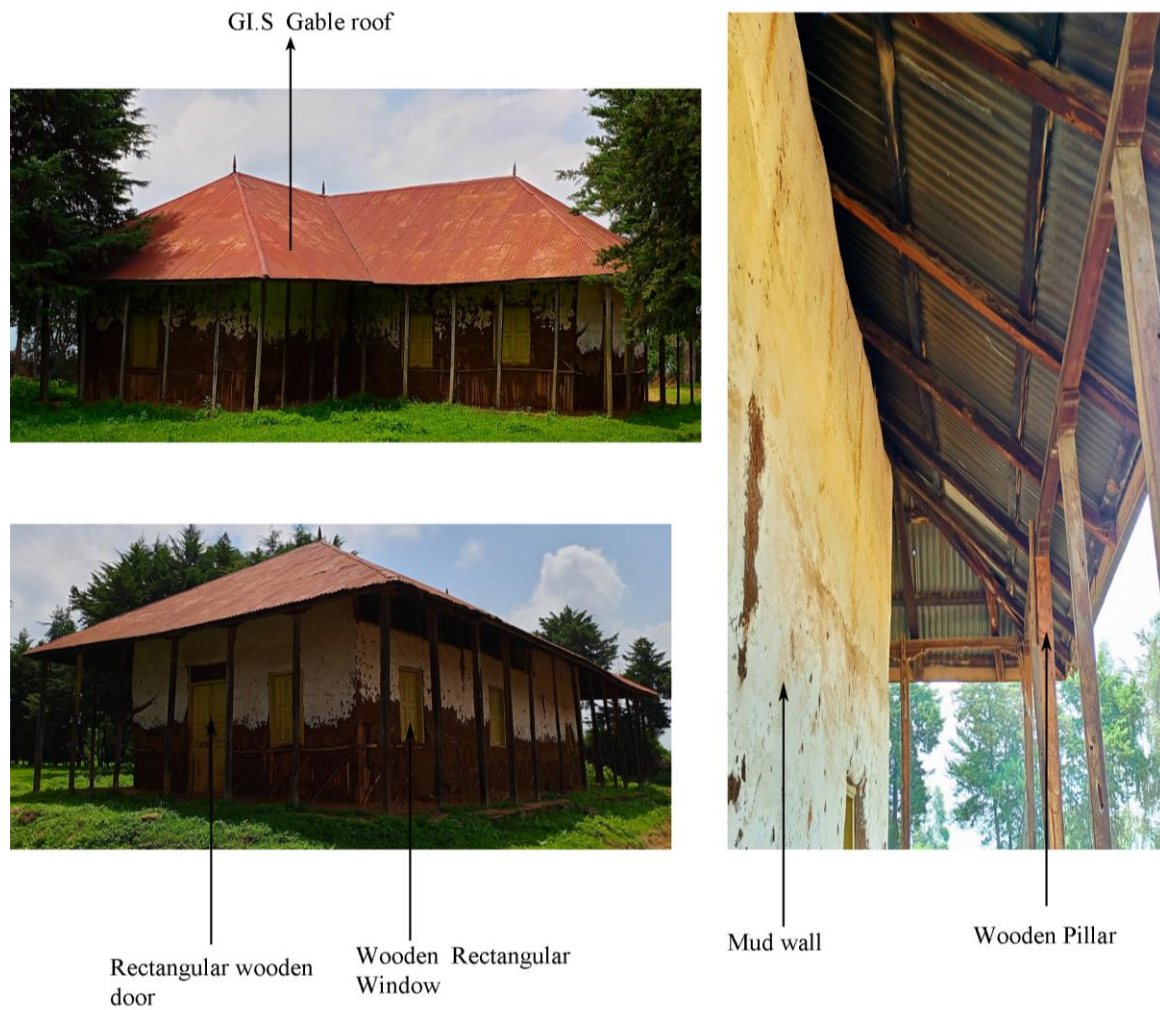 GI.S Gable roof
Rectangular wooden
door
Wooden Rectangular
Window
Mud wall
Wooden Pillar